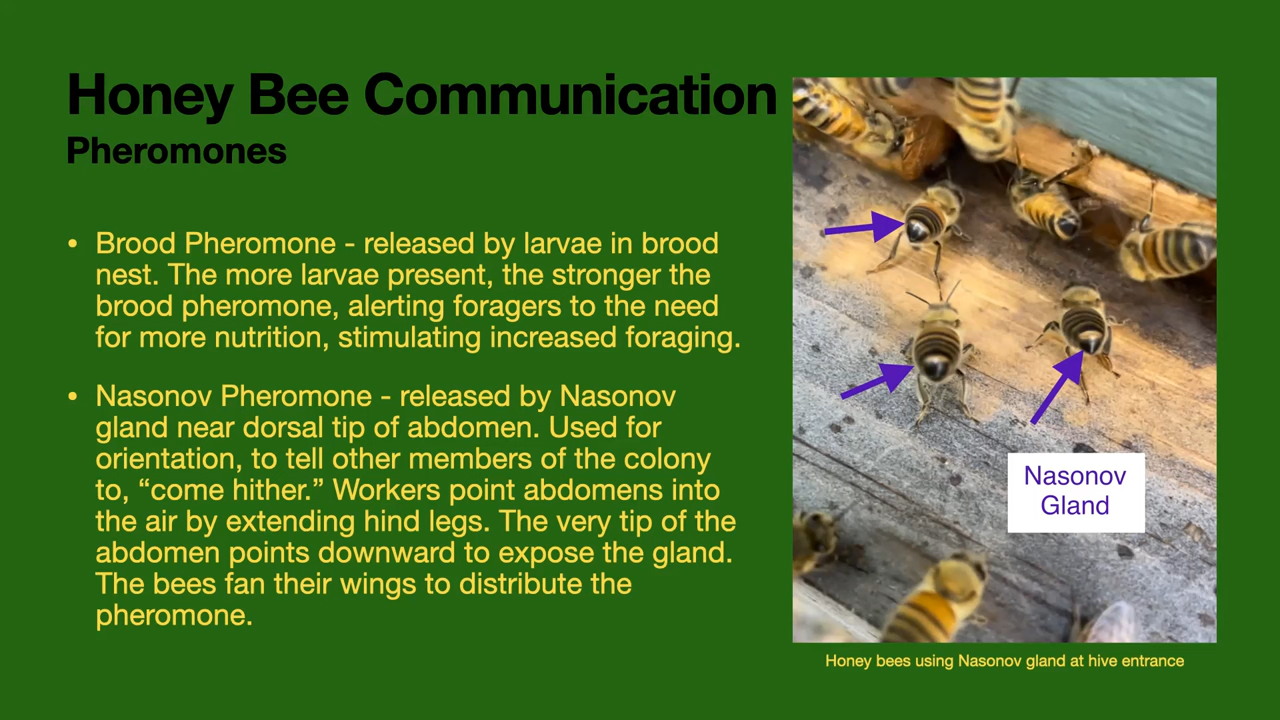 Honey Bee Communication
Pheromones
• Brood Pheromone - released by larvae in brood
nest. The more larvae present, the stronger the
brood pheromone, alerting foragers to the need
for more nutrition, stimulating increased foraging.
• Nasonov Pheromone - released by Nasonov
gland near dorsal tip of abdomen. Used for
orientation, to tell other members of the colony
to, “come hither.” Workers point abdomens into
the air by extending hind legs. The very tip of the
abdomen points downward to expose the gland.
The bees fan their wings to distribute the
pheromone.
Nasonov
Gland
Honey bees using Nasonov gland at hive entrance